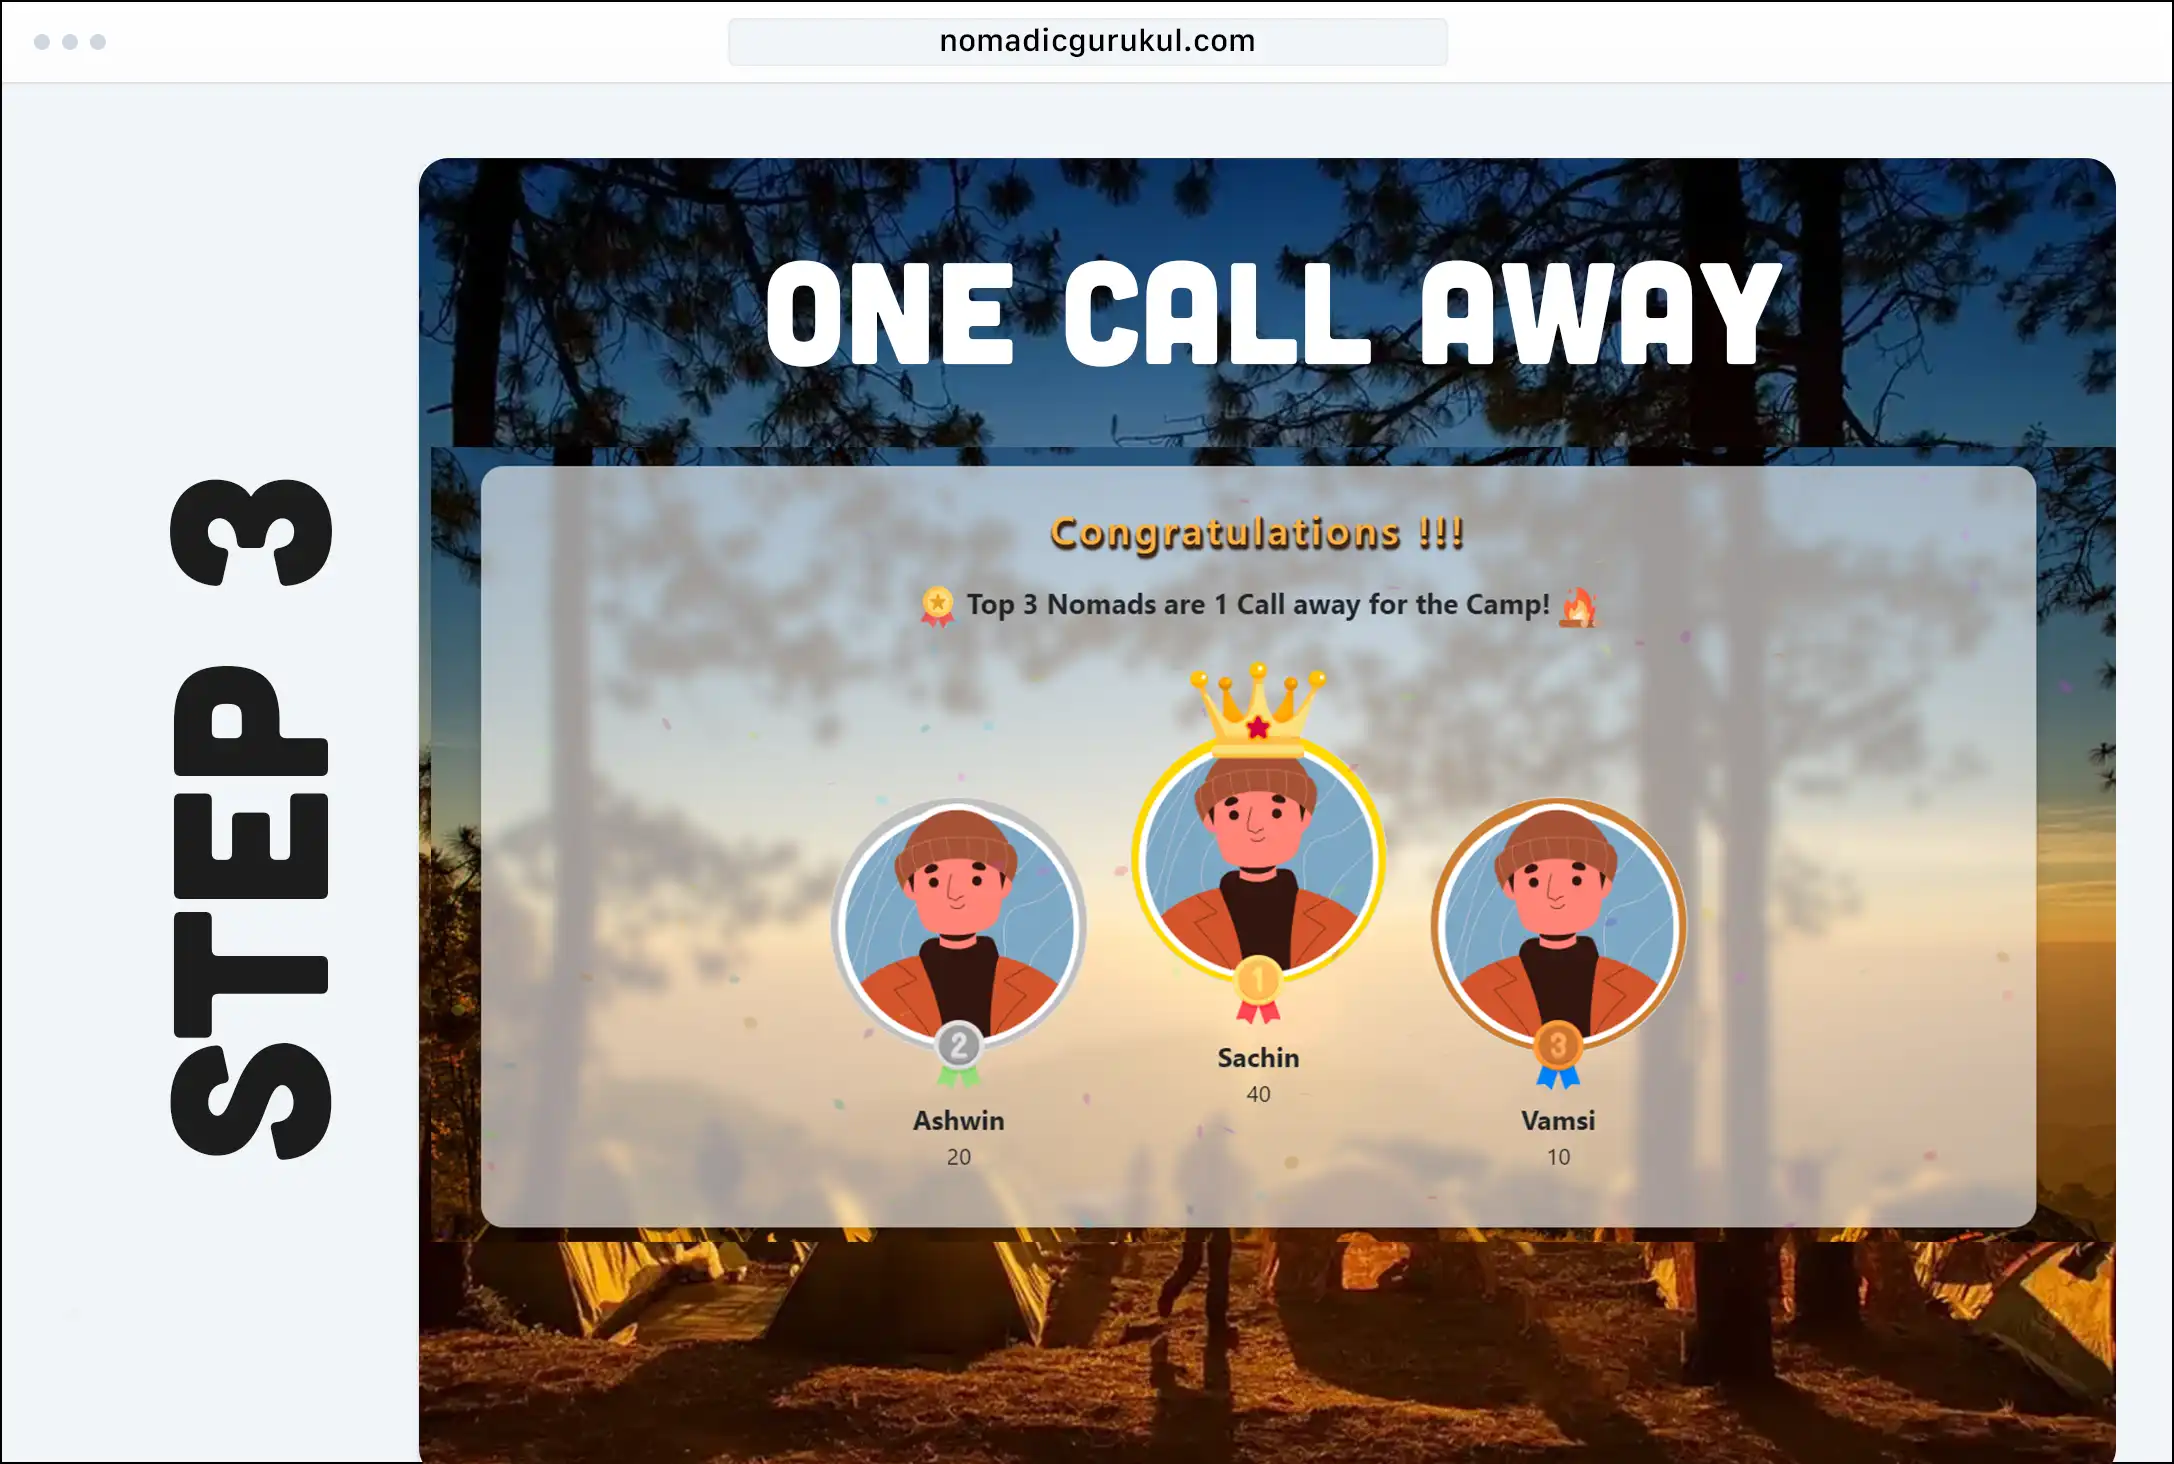 nomadicgurukul.com
STEP 3
ONE CALL AWAY
Congratulations !!!
Top 3 Nomads are 1 Call away for the Camp!
1
2
3
Sachin
40
Ashwin
20
Vamsi
10